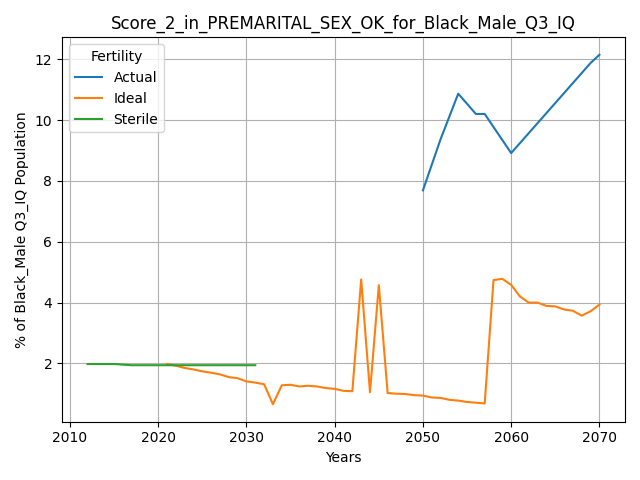 Score_2_in_PREMARITAL_SEX_OK_for_Black_Male_Q3_IQ
Fertility
Actual
Ideal
Sterile
% of Black_Male Q3_IQ Population
12
10
8
6
4
2
2010
2020
2030
2040
2050
2060
2070
Years